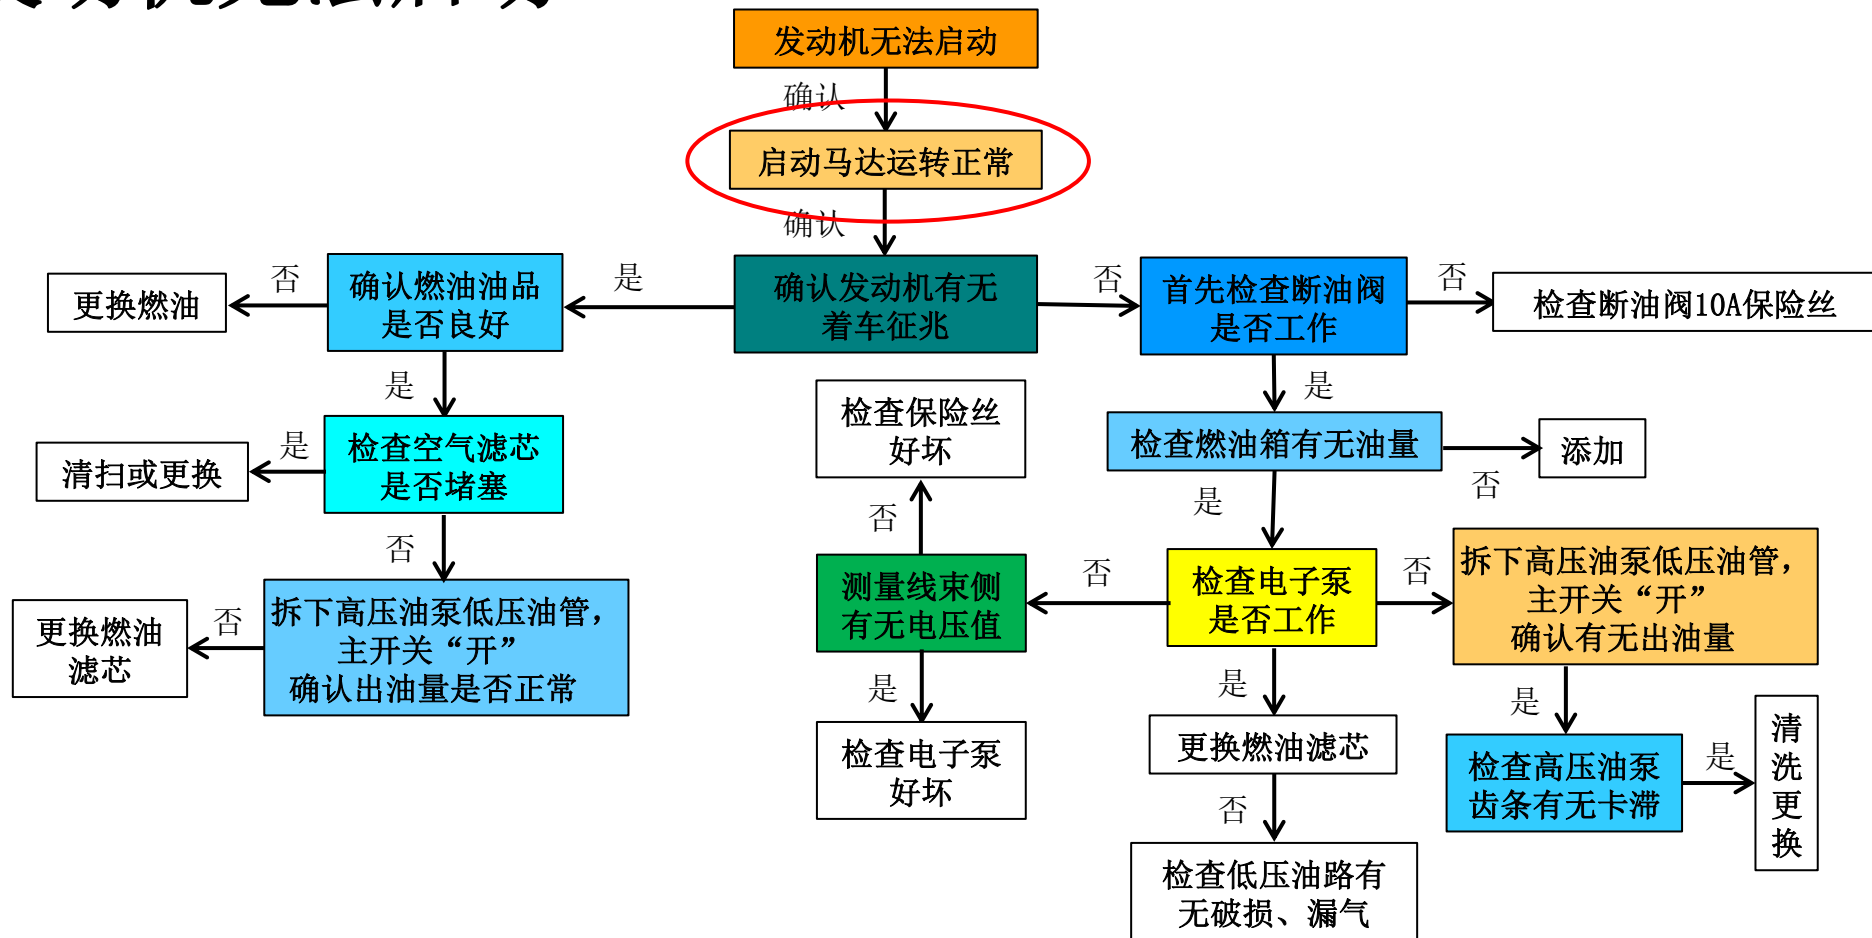 发动机无法启动
确认
启动马达运转正常
确认
更换燃油
否
确认燃油油品
是否良好
是
确认发动机有无
着车征兆
否
首先检查断油阀
是否工作
否
检查断油阀10A保险丝
是
是
检查保险丝
好坏
检查燃油箱有无油量
否
添加
清扫或更换
是
检查空气滤芯
是否堵塞
是
否
否
更换燃油
滤芯
否
拆下高压油泵低压油管，
主开关“开”
确认出油量是否正常
测量线束侧
有无电压值
否
检查电子泵
是否工作
否
拆下高压油泵低压油管，
主开关“开”
确认有无出油量
是
是
是
检查电子泵
好坏
更换燃油滤芯
检查高压油泵
齿条有无卡滞
是
清
洗
更
换
否
检查低压油路有
无破损、漏气